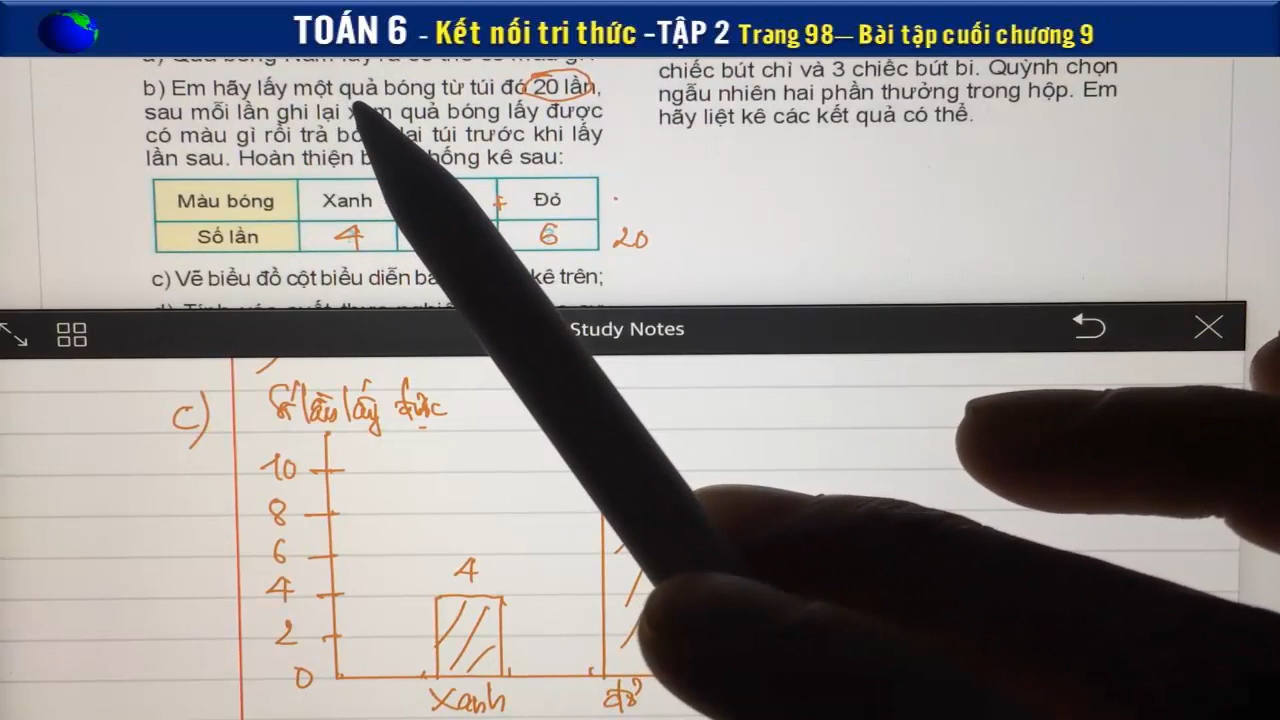 TOÁN 6 - Kết nối tri thức -TẬP 2 Trang 98— Bài tập cuối chương 9
b) Em hãy lấy một quả bóng từ túi đó 20 lần,
sau mỗi lần ghi lại quả bóng lấy được
có màu gì rồi trả lại túi trước khi lấy
lần sau. Hoàn thiện thống kê sau:
Màu bóng Xanh + Đỏ
Số lần 4 6 20
c) Vẽ biểu đồ cột biểu diễn kê trên;
chiếc bút chì và 3 chiếc bút bi. Quỳnh chọn
ngẫu nhiên hai phần thưởng trong hộp. Em
hãy liệt kê các kết quả có thể.
Study Notes
c) Số lần lấy được
10
8
6
4 4
2
0
Xanh